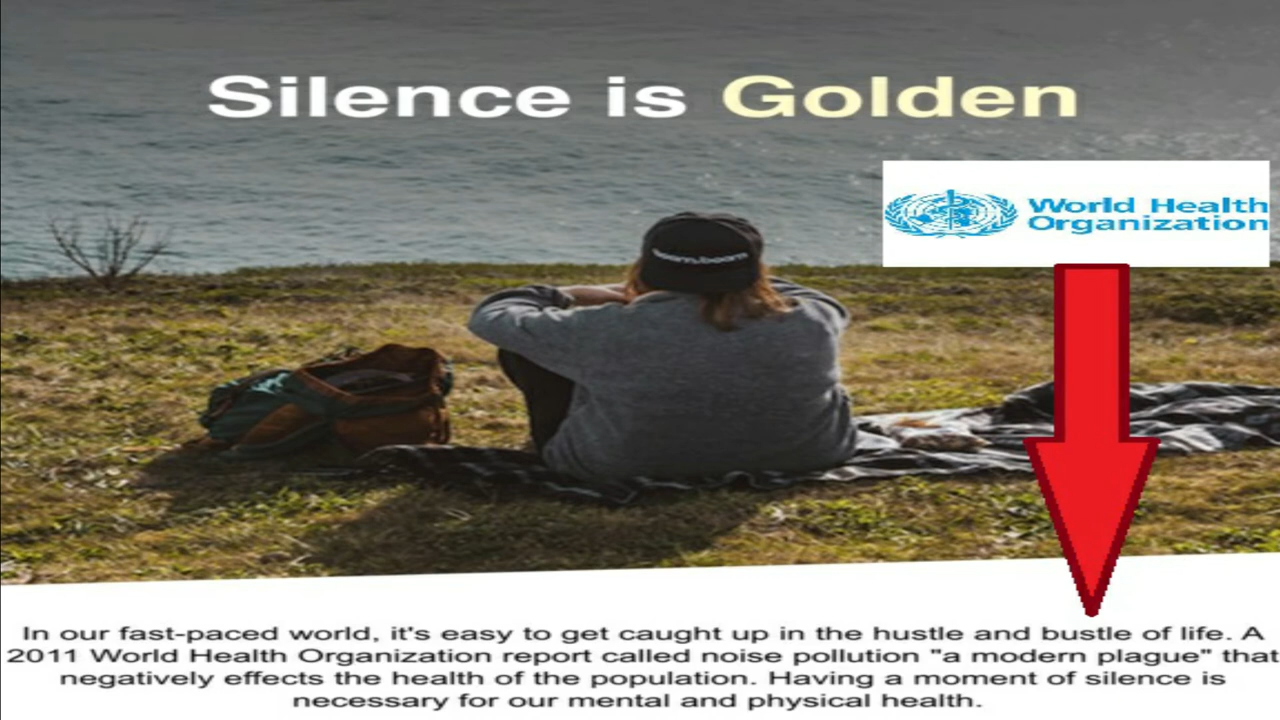 Silence is Golden
World Health
Organization
In our fast-paced world, it's easy to get caught up in the hustle and bustle of life. A
2011 World Health Organization report called noise pollution "a modern plague" that
negatively effects the health of the population. Having a moment of silence is
necessary for our mental and physical health.